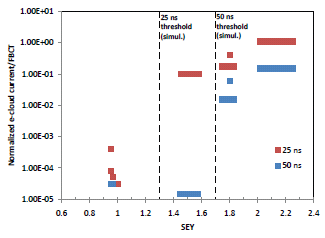 1.00E+01
1.00E+00
1.00E-01
1.00E-02
1.00E-03
1.00E-04
1.00E-05
Normalized e-cloud current/FBCT
25 ns
threshold
(simul.)
50 ns
threshold
(simul.)
25 ns
50 ns
0.6 0.8 1 1.2 1.4 1.6 1.8 2 2.2 2.4
SEY